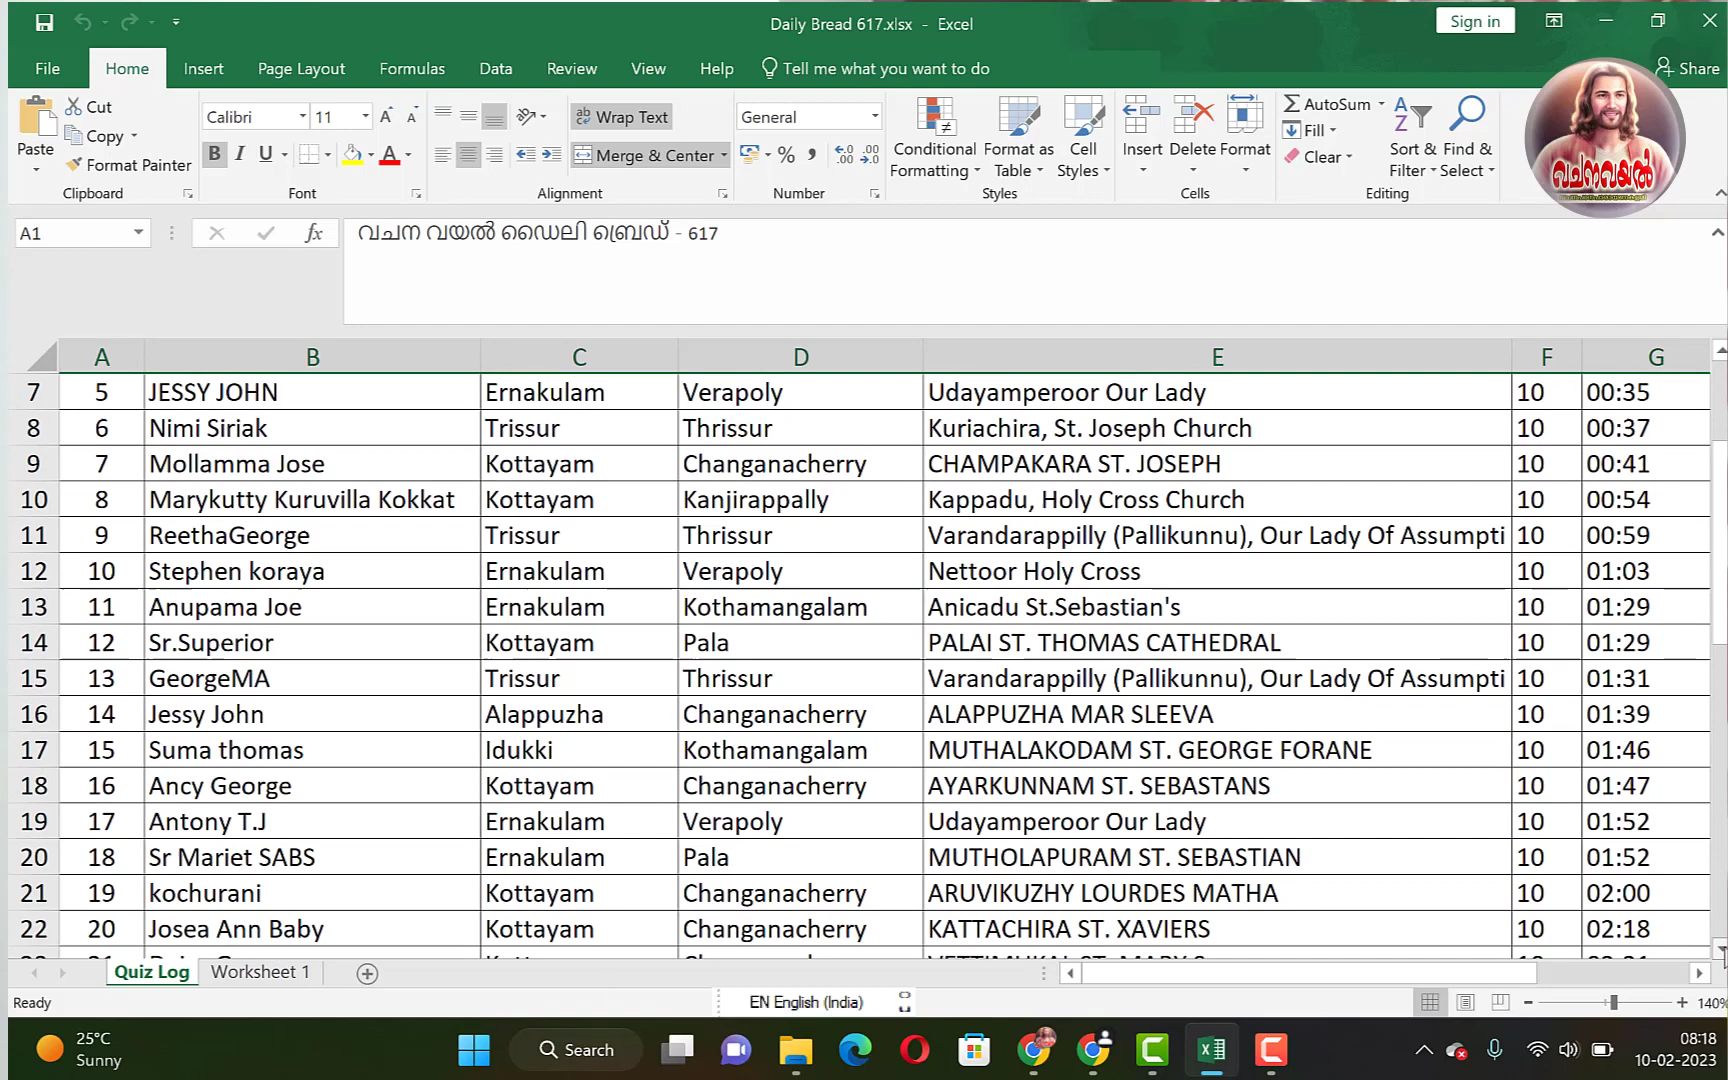 Daily Bread 617.xlsx - Excel
Sign in
File Home Insert Page Layout Formulas Data Review View Help Tell me what you want to do Share
Paste Cut Copy Format Painter Clipboard
Calibri 11 B I U A A A Font
ab Wrap Text Merge & Center Alignment
General % , Number
Conditional Formatting Format as Table Cell Styles Styles
Insert Delete Format Cells
AutoSum Fill Clear Sort & Filter Find & Select Editing
വചനവയൽ
A1 fx വചന വയൽ ഡൈലി ബ്രെഡ് - 617
A B C D E F G
7 5 JESSY JOHN Ernakulam Verapoly Udayamperoor Our Lady 10 00:35
8 6 Nimi Siriak Trissur Thrissur Kuriachira, St. Joseph Church 10 00:37
9 7 Mollamma Jose Kottayam Changanacherry CHAMPAKARA ST. JOSEPH 10 00:41
10 8 Marykutty Kuruvilla Kokkat Kottayam Kanjirappally Kappadu, Holy Cross Church 10 00:54
11 9 ReethaGeorge Trissur Thrissur Varandarappilly (Pallikunnu), Our Lady Of Assumpti 10 00:59
12 10 Stephen koraya Ernakulam Verapoly Nettoor Holy Cross 10 01:03
13 11 Anupama Joe Ernakulam Kothamangalam Anicadu St.Sebastian's 10 01:29
14 12 Sr.Superior Kottayam Pala PALAI ST. THOMAS CATHEDRAL 10 01:29
15 13 GeorgeMA Trissur Thrissur Varandarappilly (Pallikunnu), Our Lady Of Assumpti 10 01:31
16 14 Jessy John Alappuzha Changanacherry ALAPPUZHA MAR SLEEVA 10 01:39
17 15 Suma thomas Idukki Kothamangalam MUTHALAKODAM ST. GEORGE FORANE 10 01:46
18 16 Ancy George Kottayam Changanacherry AYARKUNNAM ST. SEBASTANS 10 01:47
19 17 Antony T.J Ernakulam Verapoly Udayamperoor Our Lady 10 01:52
20 18 Sr Mariet SABS Ernakulam Pala MUTHOLAPURAM ST. SEBASTIAN 10 01:52
21 19 kochurani Kottayam Changanacherry ARUVIKUZHY LOURDES MATHA 10 02:00
22 20 Josea Ann Baby Kottayam Changanacherry KATTACHIRA ST. XAVIERS 10 02:18
Quiz Log Worksheet 1
Ready EN English (India) 140%
25°C
Sunny
Search
08:18
10-02-2023